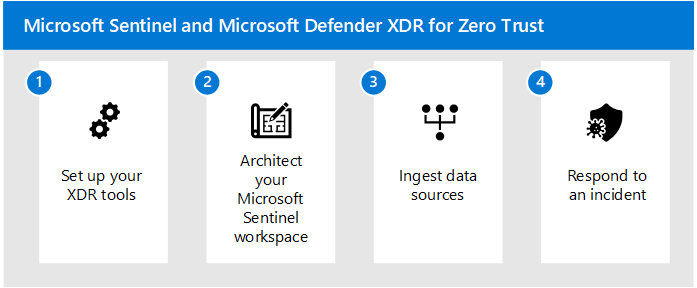 Microsoft Sentinel and Microsoft Defender XDR for Zero Trust
1
Set up your
XDR tools
2
Architect
your
Microsoft
Sentinel
workspace
3
Ingest data
sources
4
Respond to
an incident